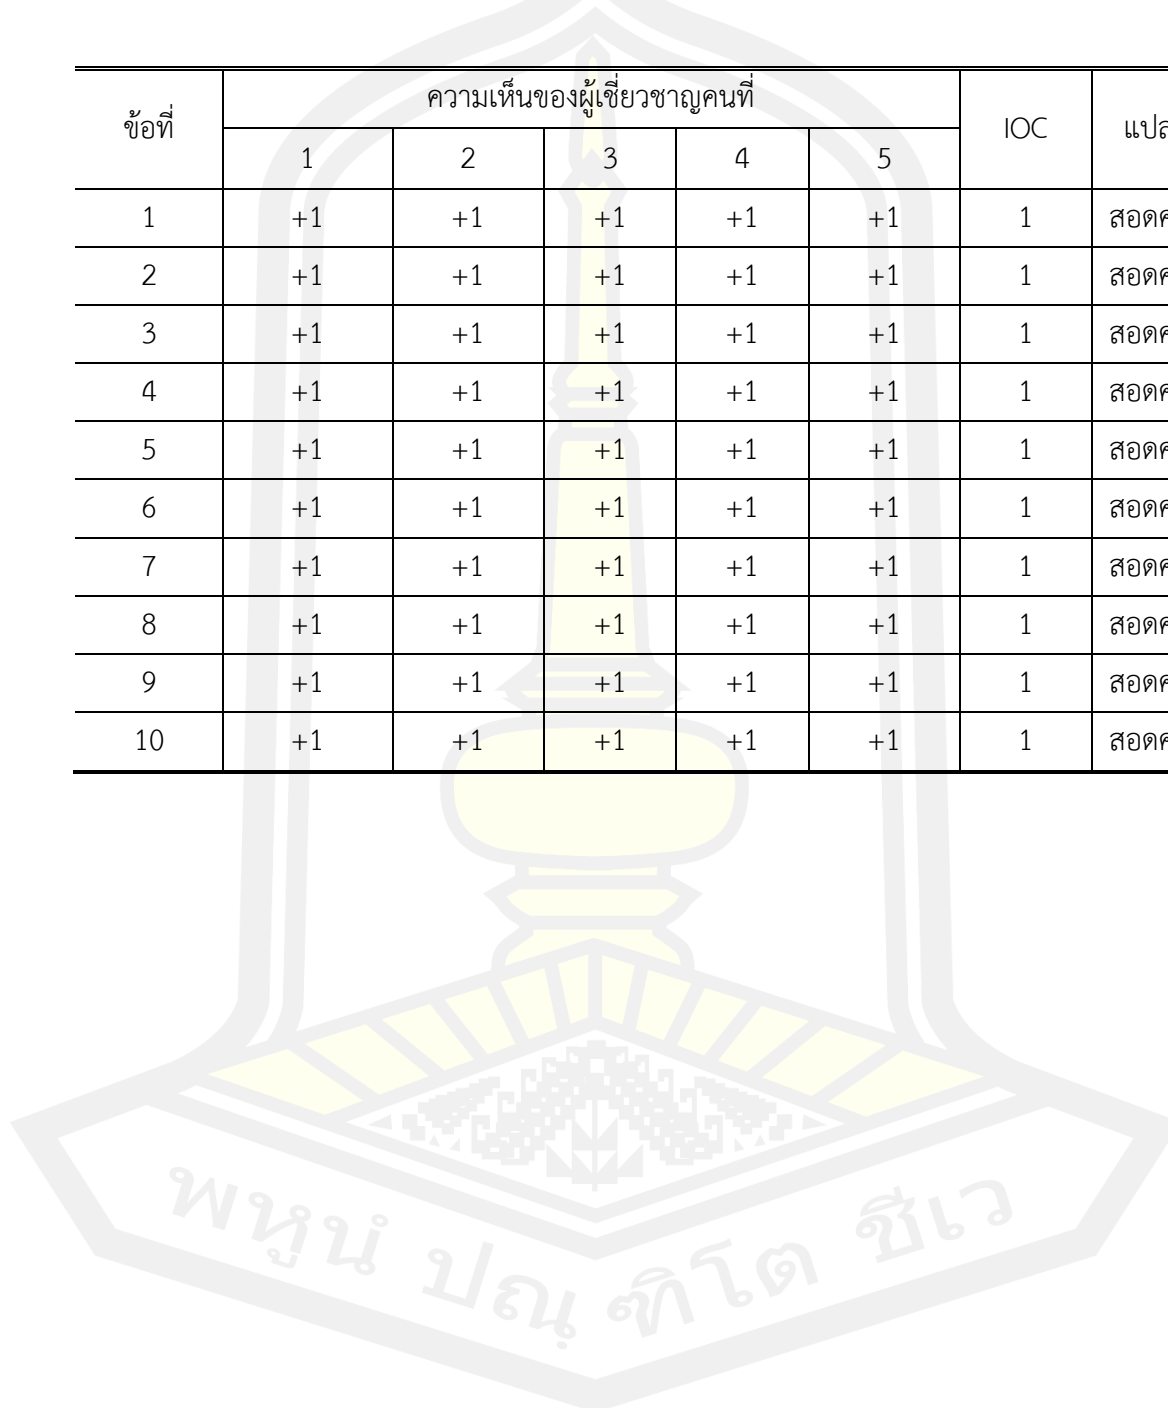 ความเห็นของผู้เชี่ยวชาญคนที่
ข้อที่ IOC
1 2 3 4 5
1 +1 +1 +1 +1 +1 1
2 +1 +1 +1 +1 +1 1
3 +1 +1 +1 +1 +1 1
4 +1 +1 +1 +1 +1 1
5 +1 +1 +1 +1 +1 1
6 +1 +1 +1 +1 +1 1
7 +1 +1 +1 +1 +1 1
8 +1 +1 +1 +1 +1 1
9 +1 +1 +1 +1 +1 1
10 +1 +1 +1 +1 +1 1
พหูนํ ปณฺฑิโต ชีเว